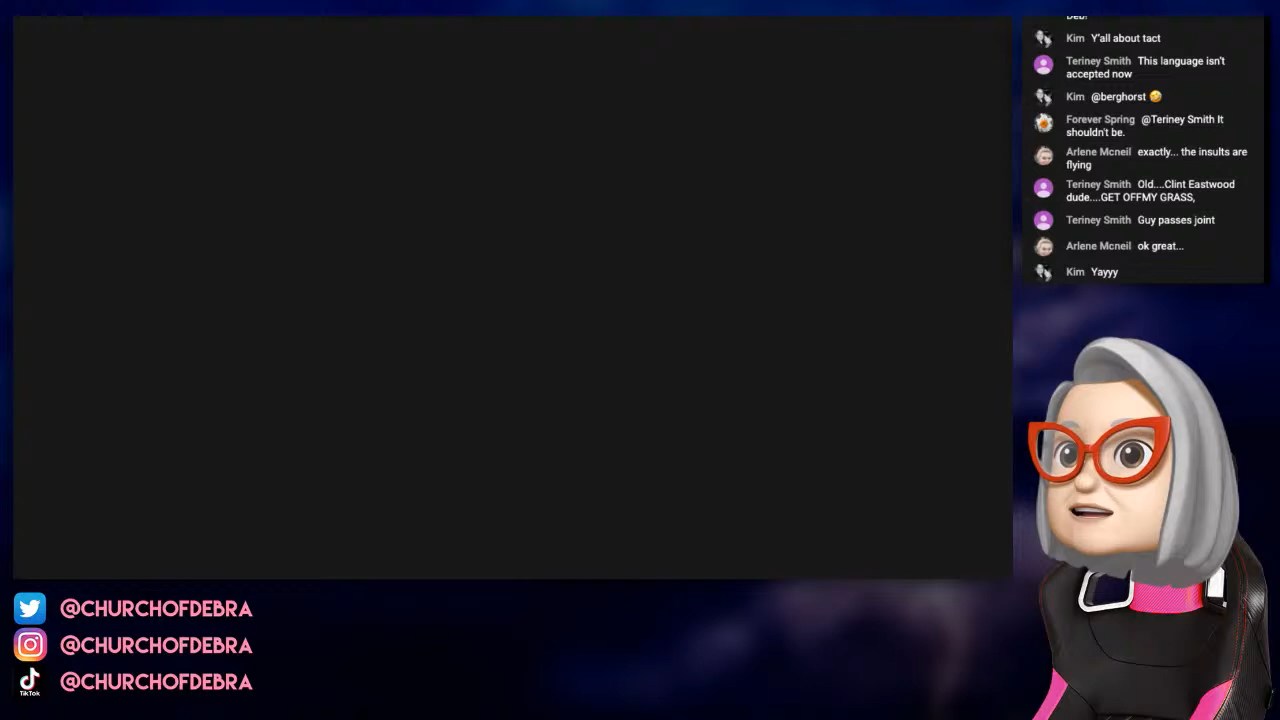 Deb!
Kim Y'all about tact
Teriney Smith This language isn't
accepted now
Kim @berghorst 🤣
Forever Spring @Teriney Smith It
shouldn't be.
Arlene Mcneil exactly... the insults are
flying
Teriney Smith Old....Clint Eastwood
dude....GET OFFMY GRASS,
Teriney Smith Guy passes joint
Arlene Mcneil ok great...
Kim Yayyy
@CHURCHOFDEBRA
@CHURCHOFDEBRA
TikTok
@CHURCHOFDEBRA